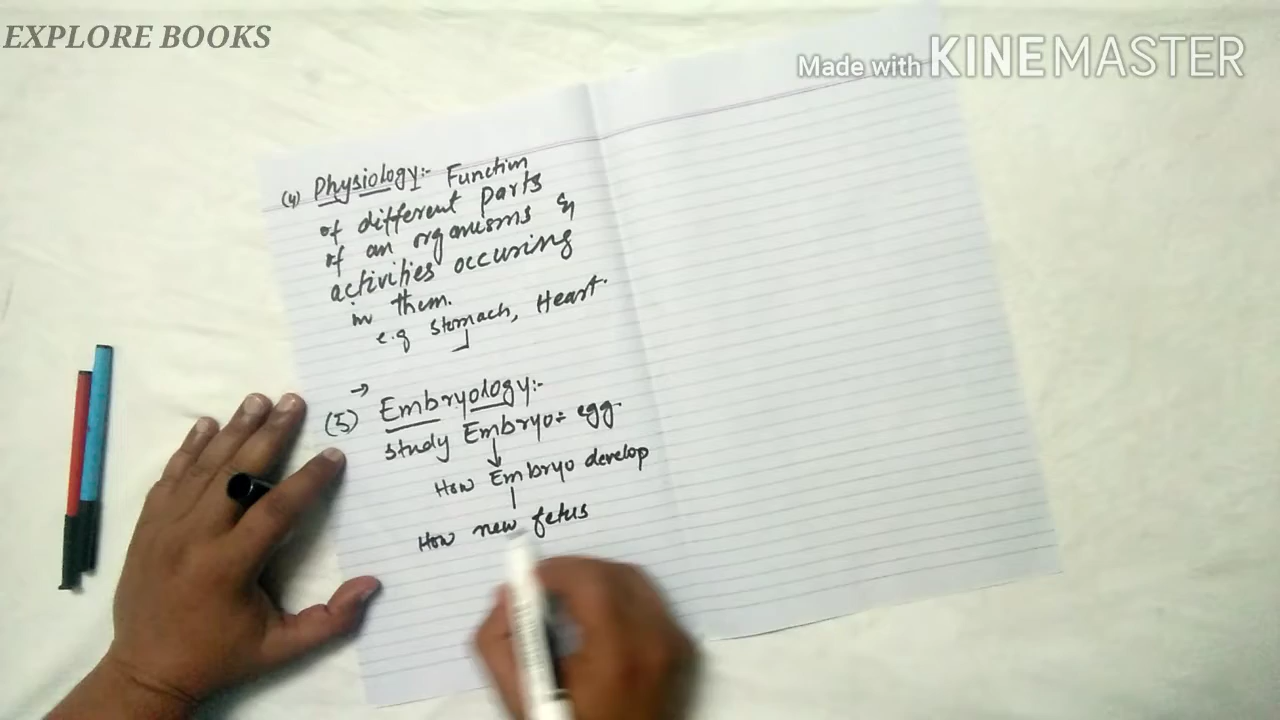 EXPLORE BOOKS
Made with KINEMASTER
(4) Physiology:- Function
of different parts
of an organisms &
activities occuring
in them.
e.g stomach, Heart.
→
(5) Embryology:-
study Embryo= egg.
How Embryo develop
How new fetus